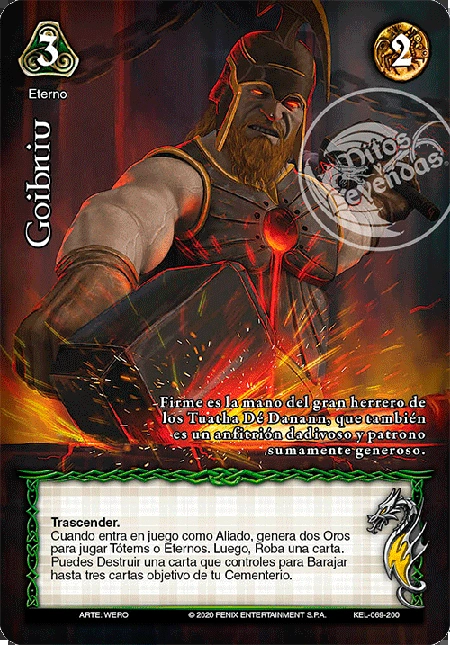 3
2
Eterno
Goibniu
Mitos y
Leyendas
Firme es la mano del gran herrero de
los Tuatha Dé Danann, que también
es un anfitrión dadivoso y patrono
sumamente generoso.
Trascender.
Cuando entra en juego como Aliado, genera dos Oros
para jugar Tótems o Eternos. Luego, Roba una carta.
Puedes Destruir una carta que controles para Barajar
hasta tres cartas objetivo de tu Cementerio.
ARTE: WERO
© 2020 FENIX ENTERTAINMENT S.P.A.
KEL-069-200